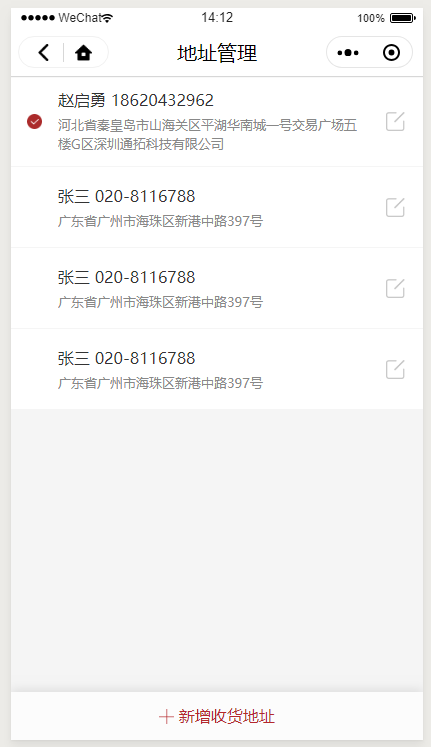 WeChat 14:12 100%
地址管理
赵启勇 18620432962
河北省秦皇岛市山海关区平湖华南城一号交易广场五
楼G区深圳通拓科技有限公司
张三 020-8116788
广东省广州市海珠区新港中路397号
张三 020-8116788
广东省广州市海珠区新港中路397号
张三 020-8116788
广东省广州市海珠区新港中路397号
新增收货地址